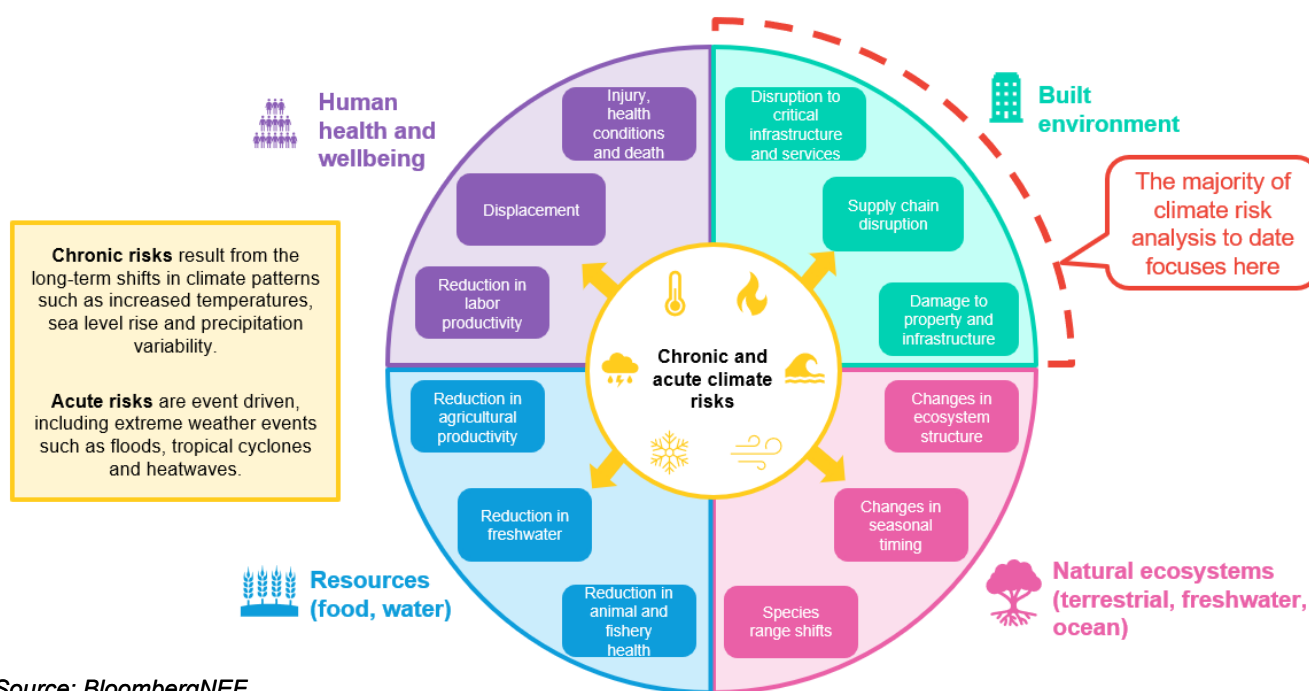 Human
health and
wellbeing
Injury,
health
conditions
and death
Displacement
Reduction in
labor
productivity
Disruption to
critical
infrastructure
and services
Supply chain
disruption
Damage to
property and
infrastructure
Built
environment
The majority of
climate risk
analysis to date
focuses here
Chronic risks result from the
long-term shifts in climate patterns
such as increased temperatures,
sea level rise and precipitation
variability.
Acute risks are event driven,
including extreme weather events
such as floods, tropical cyclones
and heatwaves.
Chronic and
acute climate
risks
Reduction in
agricultural
productivity
Reduction in
freshwater
Reduction in
animal and
fishery
health
Resources
(food, water)
Changes in
ecosystem
structure
Changes in
seasonal
timing
Species
range shifts
Natural ecosystems
(terrestrial, freshwater,
ocean)
Source: BloombergNEF